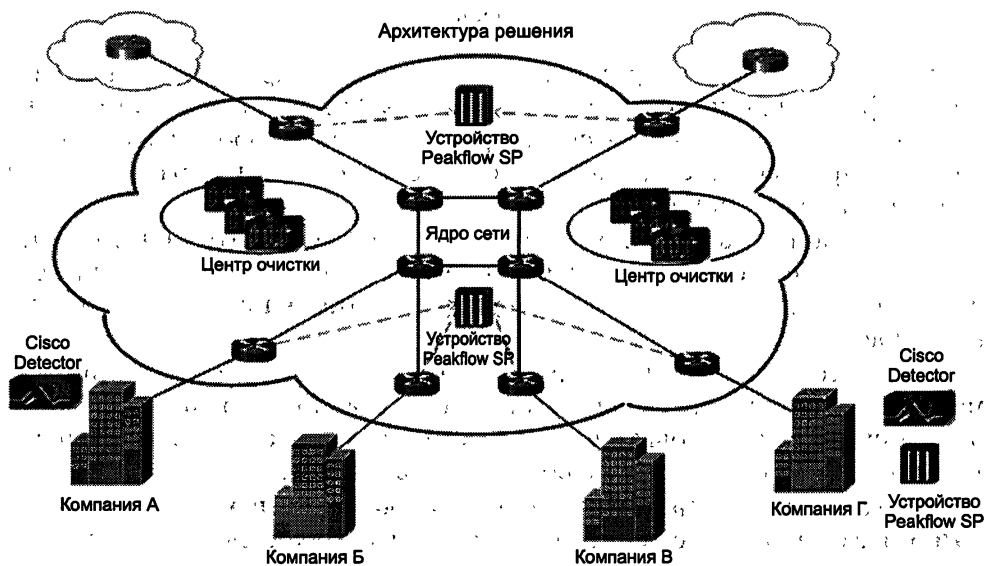 Архитектура решения
Устройство
Peakflow SP
Ядро сети
Центр очистки
Центр очистки
Устройство
Peakflow SP
Cisco
Detector
Cisco
Detector
Компания А
Компания Б
Компания В
Компания Г
Устройство
Peakflow SP